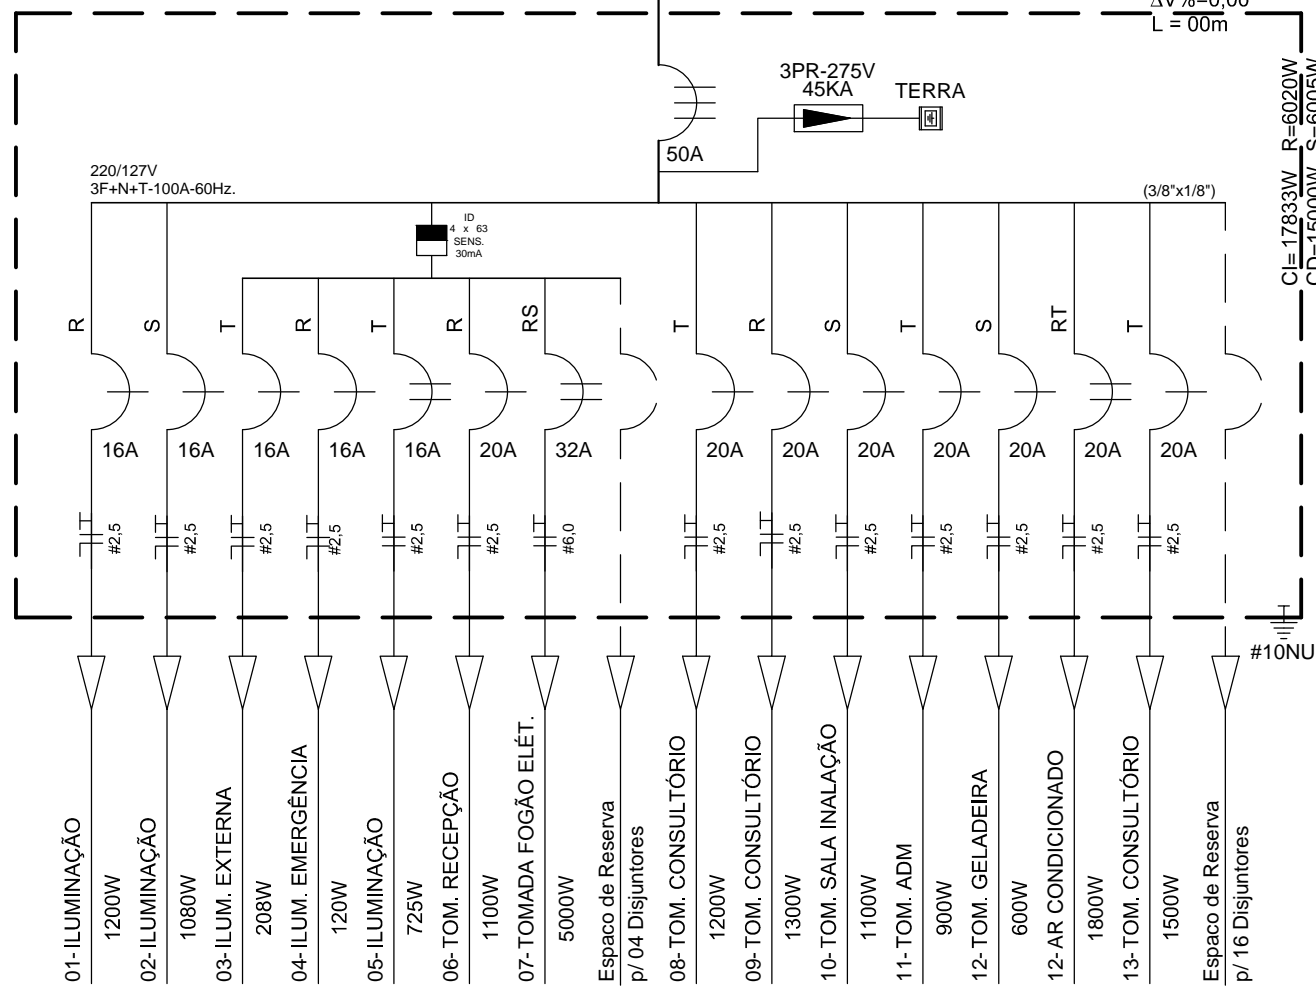 ΔV%=0,00
L = 00m
3PR-275V
45KA
TERRA
50A
220/127V
3F+N+T-100A-60Hz.
(3/8"x1/8")
CI=17833W R=6020W
CD=15000W S=6005W
ID
4 x 63
SENS.
30mA
R
S
T
R
T
R
RS
T
R
S
T
S
RT
T
16A
16A
16A
16A
16A
20A
32A
20A
20A
20A
20A
20A
20A
20A
#2,5
#2,5
#2,5
#2,5
#2,5
#2,5
#6,0
#2,5
#2,5
#2,5
#2,5
#2,5
#2,5
#2,5
#10NU
01- ILUMINAÇÃO
1200W
02- ILUMINAÇÃO
1080W
03- ILUM. EXTERNA
208W
04- ILUM. EMERGÊNCIA
120W
05- ILUMINAÇÃO
725W
06- TOM. RECEPÇÃO
1100W
07- TOMADA FOGÃO ELÉT.
5000W
Espaco de Reserva
p/ 04 Disjuntores
08- TOM. CONSULTÓRIO
1200W
09- TOM. CONSULTÓRIO
1300W
10- TOM. SALA INALAÇÃO
1100W
11- TOM. ADM
900W
12- TOM. GELADEIRA
600W
12- AR CONDICIONADO
1800W
13- TOM. CONSULTÓRIO
1500W
Espaco de Reserva
p/ 16 Disjuntores